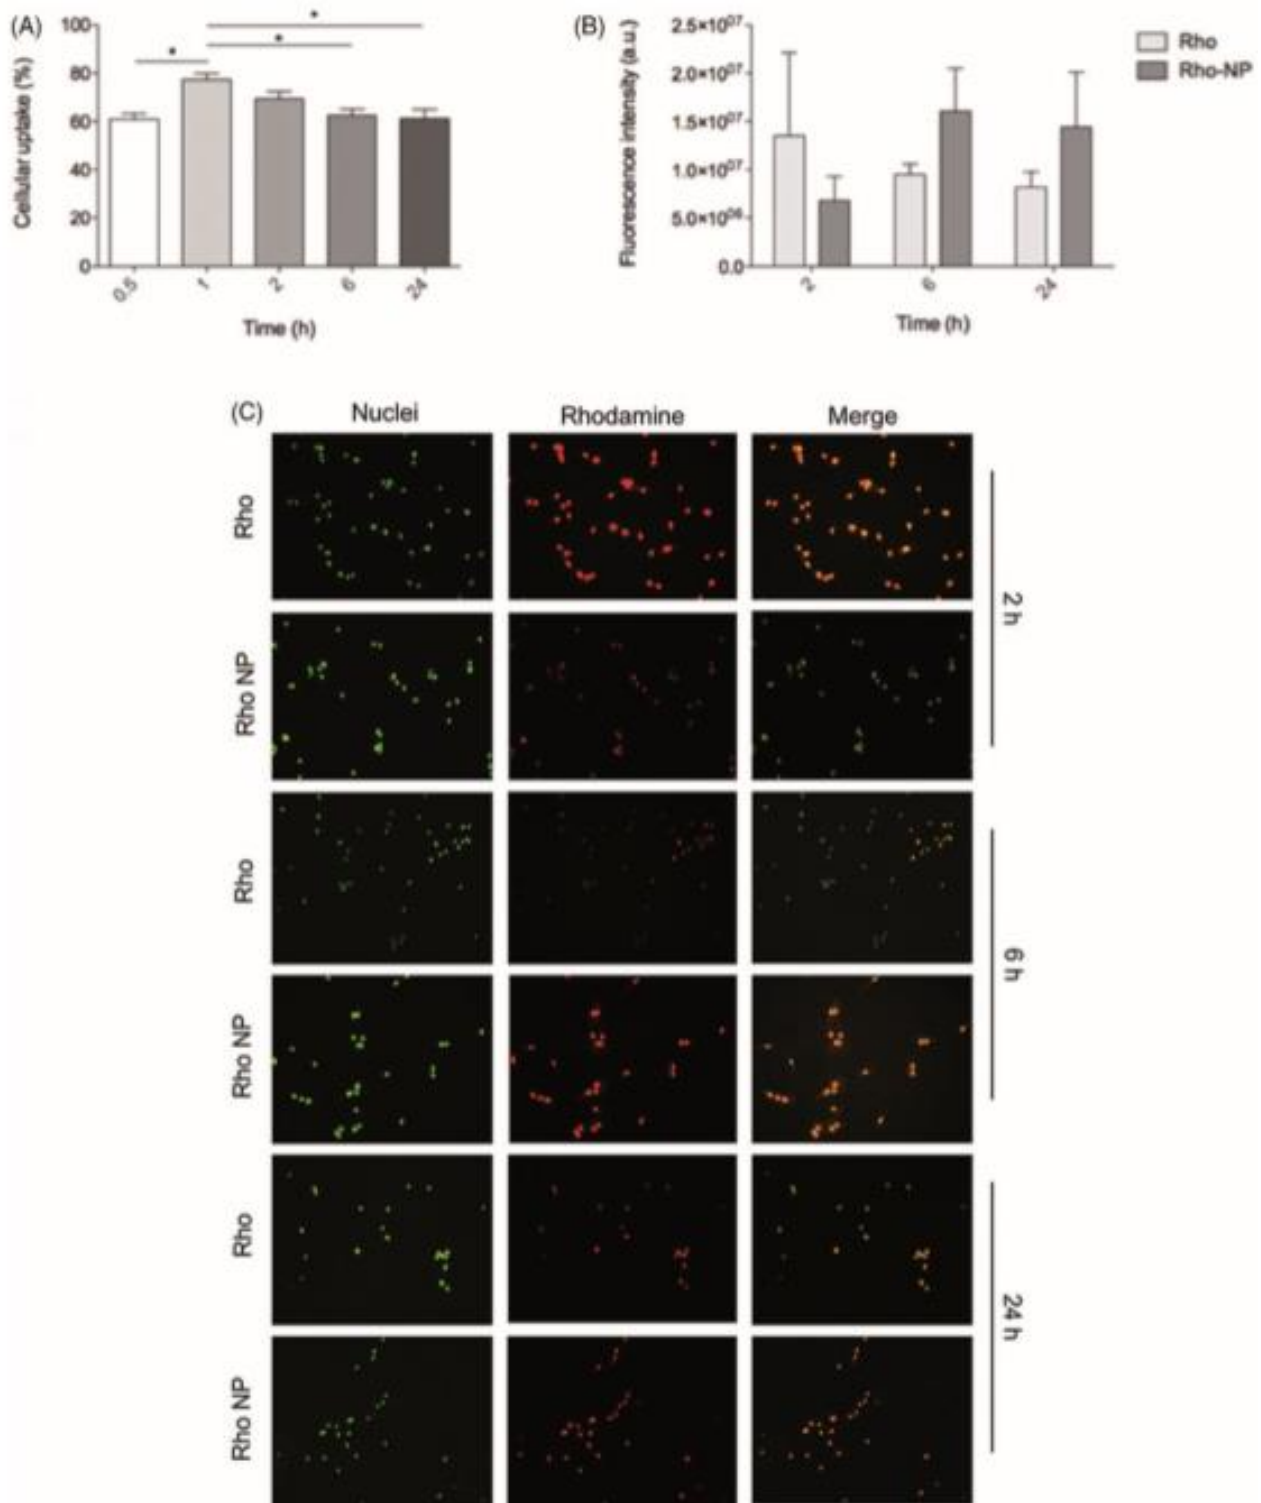 (A)
Cellular uptake (%)
100
80
60
40
20
0
* * *
0.5 1 2 6 24
Time (h)
(B)
Fluorescence intensity (a.u.)
2.5×10⁰⁷
2.0×10⁰⁷
1.5×10⁰⁷
1.0×10⁰⁷
5.0×10⁰⁶
0.0
2 6 24
Time (h)
Rho
Rho-NP
(C)
Nuclei Rhodamine Merge
Rho
Rho NP
2 h
Rho
Rho NP
6 h
Rho
Rho NP
24 h